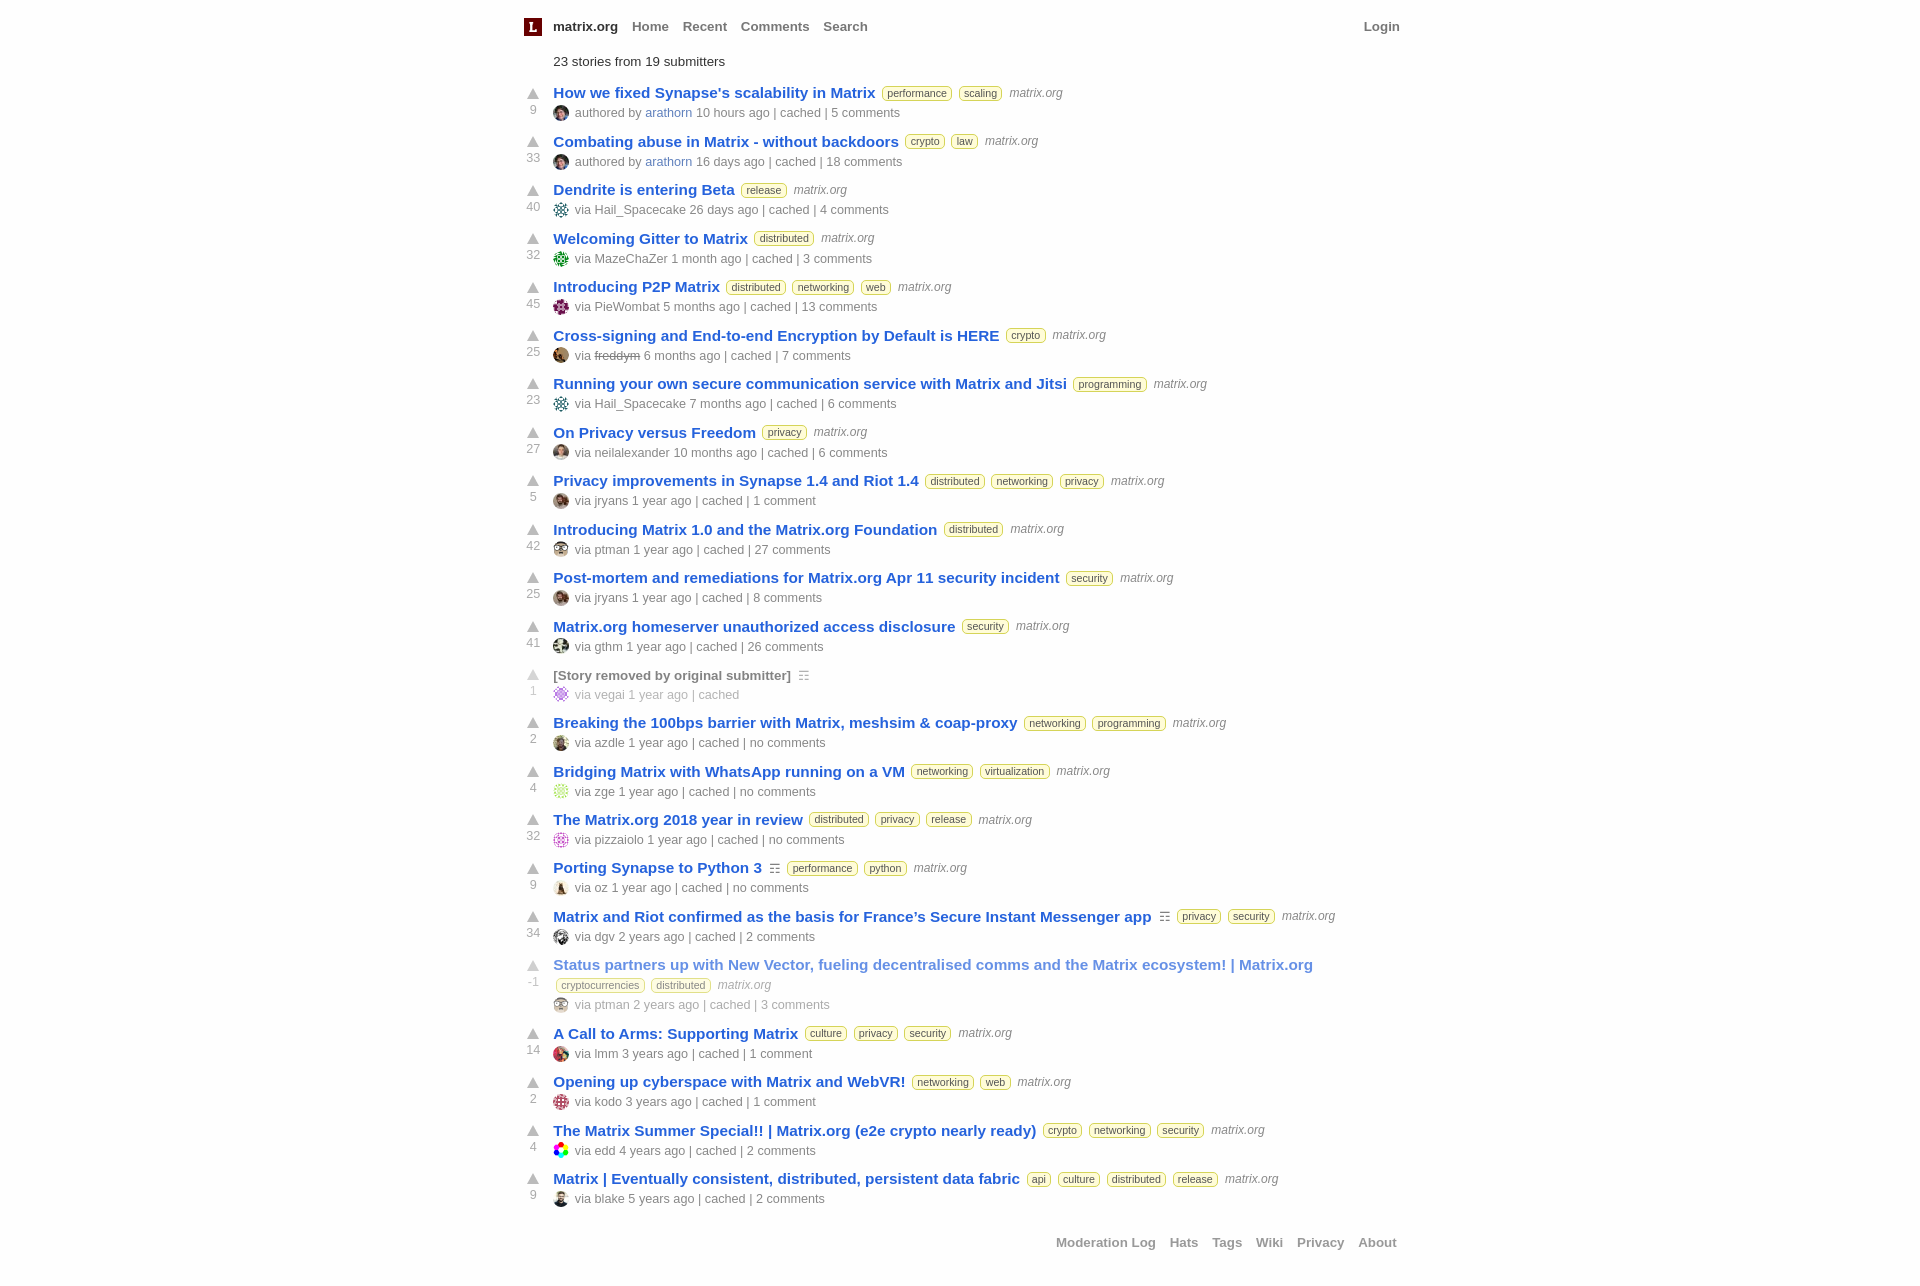 L matrix.org Home Recent Comments Search Login
23 stories from 19 submitters
How we fixed Synapse's scalability in Matrix performance scaling matrix.org
9 authored by arathorn 10 hours ago | cached | 5 comments
Combating abuse in Matrix - without backdoors crypto law matrix.org
33 authored by arathorn 16 days ago | cached | 18 comments
Dendrite is entering Beta release matrix.org
40 via Hail_Spacecake 26 days ago | cached | 4 comments
Welcoming Gitter to Matrix distributed matrix.org
32 via MazeChaZer 1 month ago | cached | 3 comments
Introducing P2P Matrix distributed networking web matrix.org
45 via PieWombat 5 months ago | cached | 13 comments
Cross-signing and End-to-end Encryption by Default is HERE crypto matrix.org
25 via freddym 6 months ago | cached | 7 comments
Running your own secure communication service with Matrix and Jitsi programming matrix.org
23 via Hail_Spacecake 7 months ago | cached | 6 comments
On Privacy versus Freedom privacy matrix.org
27 via neilalexander 10 months ago | cached | 6 comments
Privacy improvements in Synapse 1.4 and Riot 1.4 distributed networking privacy matrix.org
5 via jryans 1 year ago | cached | 1 comment
Introducing Matrix 1.0 and the Matrix.org Foundation distributed matrix.org
42 via ptman 1 year ago | cached | 27 comments
Post-mortem and remediations for Matrix.org Apr 11 security incident security matrix.org
25 via jryans 1 year ago | cached | 8 comments
Matrix.org homeserver unauthorized access disclosure security matrix.org
41 via gthm 1 year ago | cached | 26 comments
[Story removed by original submitter] ☶
1 via vegai 1 year ago | cached
Breaking the 100bps barrier with Matrix, meshsim & coap-proxy networking programming matrix.org
2 via azdle 1 year ago | cached | no comments
Bridging Matrix with WhatsApp running on a VM networking virtualization matrix.org
4 via zge 1 year ago | cached | no comments
The Matrix.org 2018 year in review distributed privacy release matrix.org
32 via pizzaiolo 1 year ago | cached | no comments
Porting Synapse to Python 3 ☶ performance python matrix.org
9 via oz 1 year ago | cached | no comments
Matrix and Riot confirmed as the basis for France’s Secure Instant Messenger app ☶ privacy security matrix.org
34 via dgv 2 years ago | cached | 2 comments
Status partners up with New Vector, fueling decentralised comms and the Matrix ecosystem! | Matrix.org
-1 cryptocurrencies distributed matrix.org
via ptman 2 years ago | cached | 3 comments
A Call to Arms: Supporting Matrix culture privacy security matrix.org
14 via lmm 3 years ago | cached | 1 comment
Opening up cyberspace with Matrix and WebVR! networking web matrix.org
2 via kodo 3 years ago | cached | 1 comment
The Matrix Summer Special!! | Matrix.org (e2e crypto nearly ready) crypto networking security matrix.org
4 via edd 4 years ago | cached | 2 comments
Matrix | Eventually consistent, distributed, persistent data fabric api culture distributed release matrix.org
9 via blake 5 years ago | cached | 2 comments
Moderation Log Hats Tags Wiki Privacy About